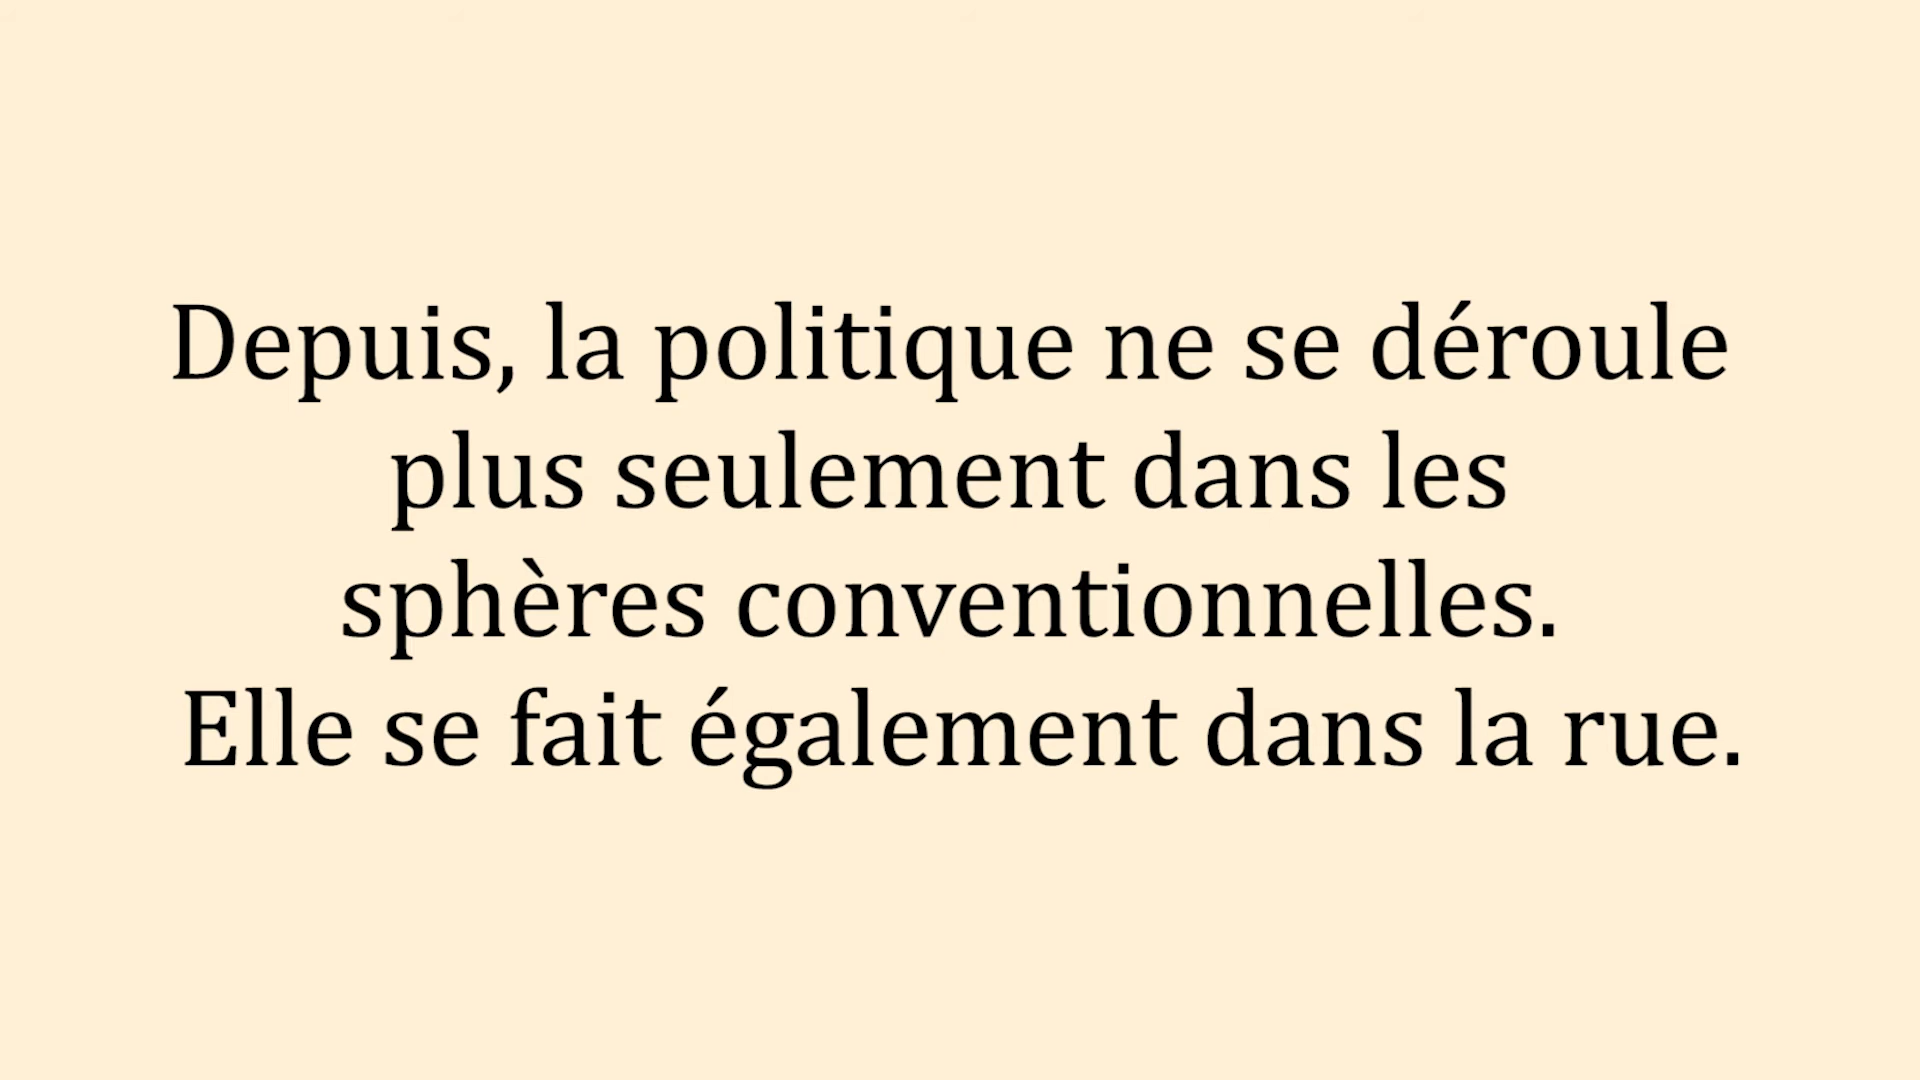 Depuis, la politique ne se déroule
plus seulement dans les
sphères conventionnelles.
Elle se fait également dans la rue.